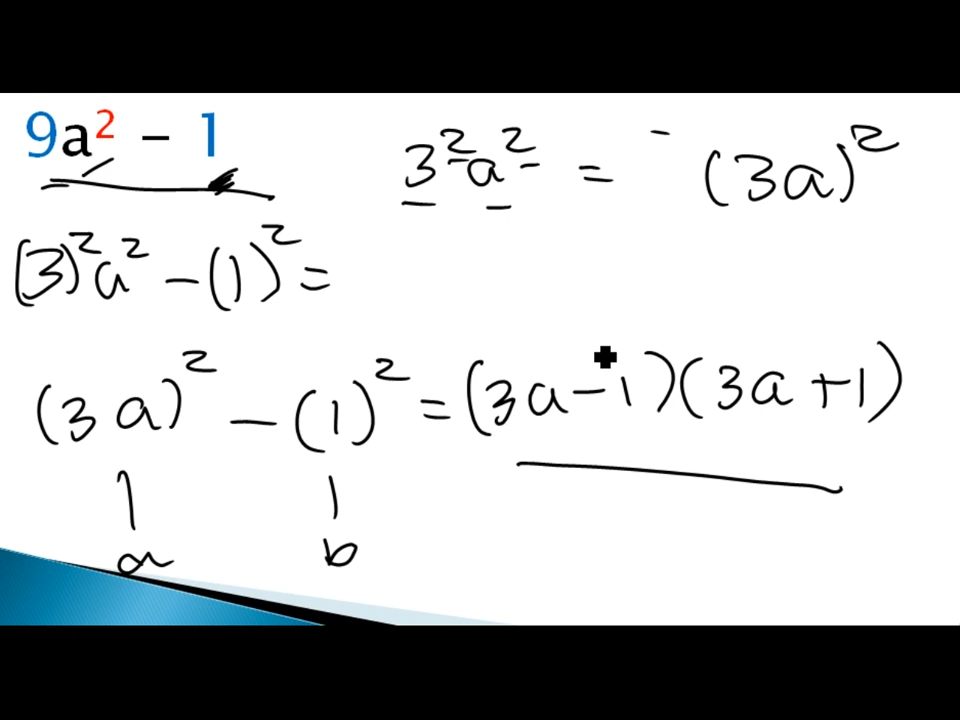 9a² - 1
3²a² = (3a)²
(3)²a² - (1)² =
(3a)² - (1)² = (3a-1)(3a+1)
a b